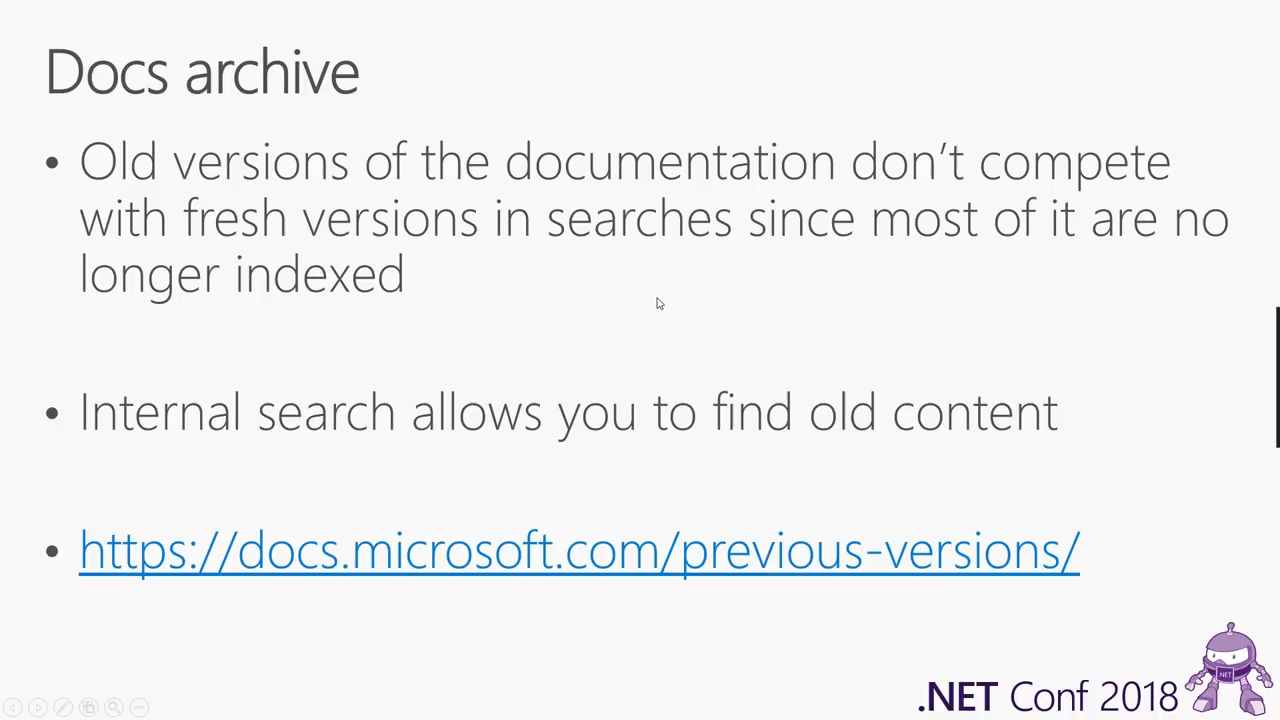 Docs archive
• Old versions of the documentation don’t compete
with fresh versions in searches since most of it are no
longer indexed
• Internal search allows you to find old content
• https://docs.microsoft.com/previous-versions/
.NET
.NET Conf 2018